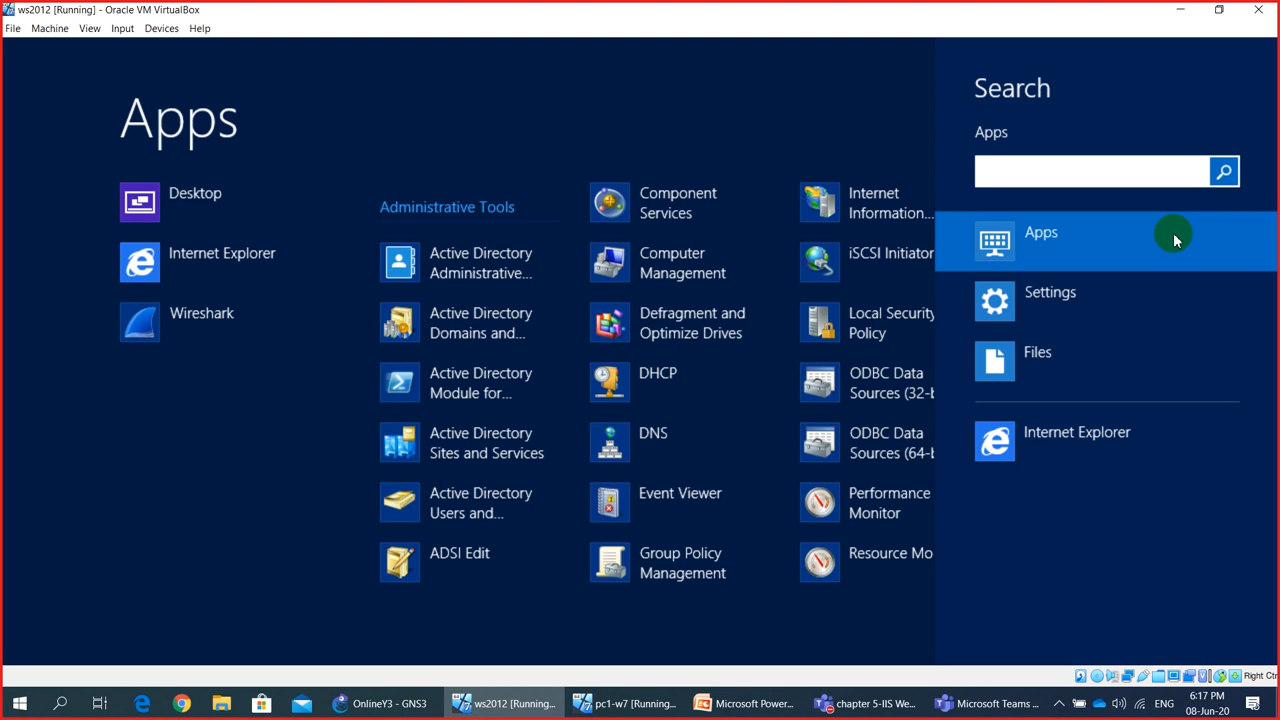 ws2012 [Running] - Oracle VM VirtualBox
File Machine View Input Devices Help
Apps
Desktop
Internet Explorer
Wireshark
Administrative Tools
Active Directory
Administrative...
Active Directory
Domains and...
Active Directory
Module for...
Active Directory
Sites and Services
Active Directory
Users and...
ADSI Edit
Component
Services
Computer
Management
Defragment and
Optimize Drives
DHCP
DNS
Event Viewer
Group Policy
Management
Internet
Information...
iSCSI Initiator
Local Security
Policy
ODBC Data
Sources (32-b
ODBC Data
Sources (64-b
Performance
Monitor
Resource Mo
Search
Apps
Apps
Settings
Files
Internet Explorer
Right Ctr
OnlineY3 - GNS3
ws2012 [Running...
pc1-w7 [Running...
Microsoft Power...
chapter 5-IIS We...
Microsoft Teams ...
ENG
6:17 PM
08-Jun-20